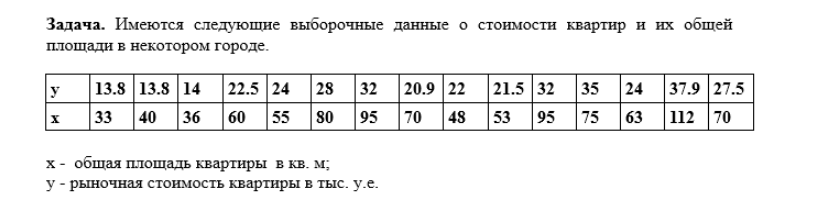 Задача. Имеются следующие выборочные данные о стоимости квартир и их общей
площади в некотором городе.
у 13.8 13.8 14 22.5 24 28 32 20.9 22 21.5 32 35 24 37.9 27.5
х 33 40 36 60 55 80 95 70 48 53 95 75 63 112 70
х - общая площадь квартиры в кв. м;
у - рыночная стоимость квартиры в тыс. у.е.